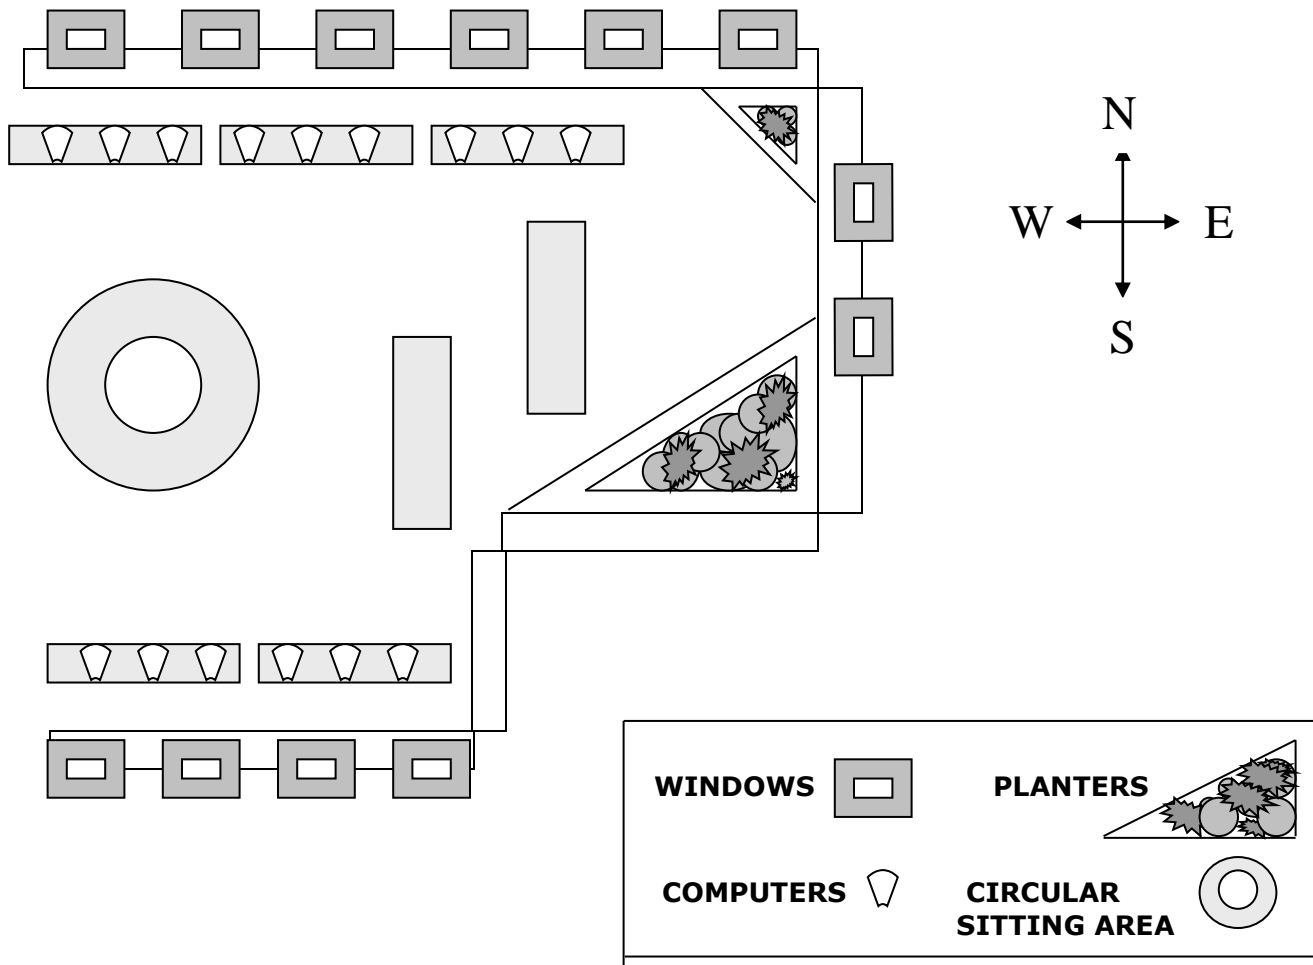 N
W E
S
WINDOWS PLANTERS
COMPUTERS CIRCULAR
SITTING AREA